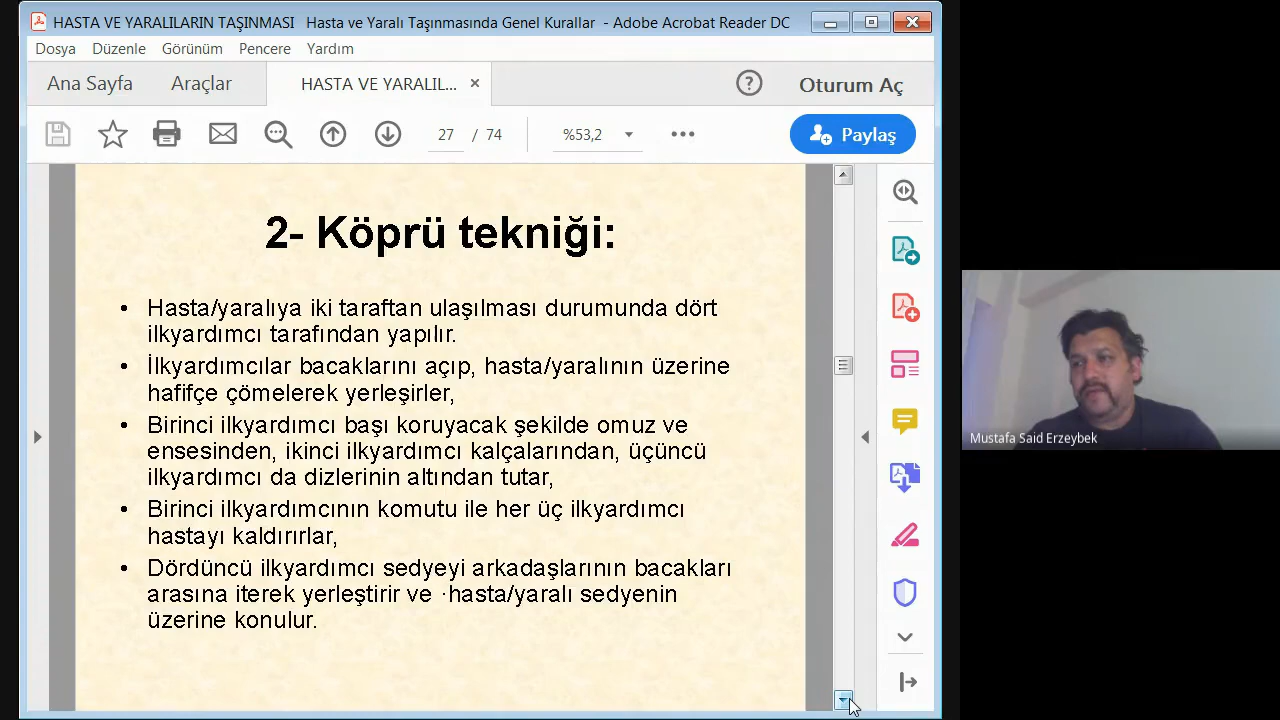 HASTA VE YARALILARIN TAŞINMASI Hasta ve Yaralı Taşınmasında Genel Kurallar - Adobe Acrobat Reader DC
Dosya Düzenle Görünüm Pencere Yardım
Ana Sayfa Araçlar HASTA VE YARALIL... × ? Oturum Aç
27 / 74 %53,2 Paylaş
2- Köprü tekniği:
• Hasta/yaralıya iki taraftan ulaşılması durumunda dört
ilkyardımcı tarafından yapılır.
• İlkyardımcılar bacaklarını açıp, hasta/yaralının üzerine
hafifçe çömelerek yerleşirler,
• Birinci ilkyardımcı başı koruyacak şekilde omuz ve
ensesinden, ikinci ilkyardımcı kalçalarından, üçüncü
ilkyardımcı da dizlerinin altından tutar,
• Birinci ilkyardımcının komutu ile her üç ilkyardımcı
hastayı kaldırırlar,
• Dördüncü ilkyardımcı sedyeyi arkadaşlarının bacakları
arasına iterek yerleştirir ve ·hasta/yaralı sedyenin
üzerine konulur.
Mustafa Said Erzeybek